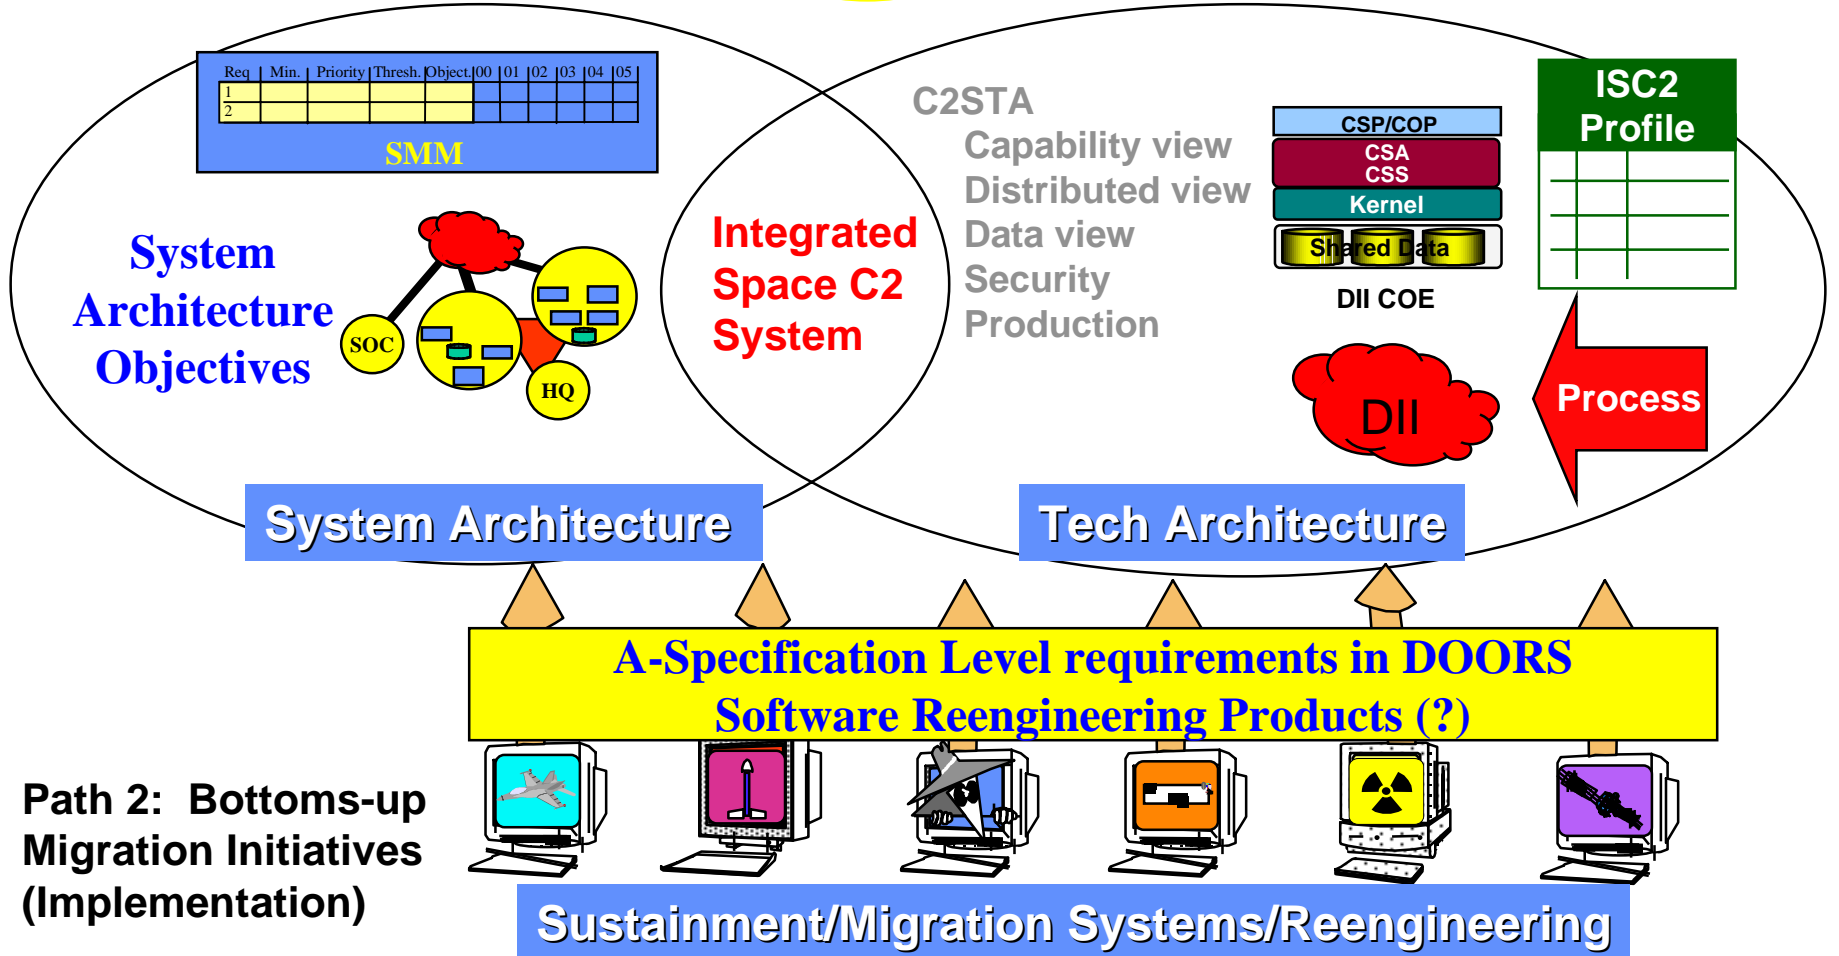 Req Min. Priority Thresh. Object. 00 01 02 03 04 05
1
2
SMM
System
Architecture
Objectives
SOC
HQ
Integrated
Space C2
System
C2STA
Capability view
Distributed view
Data view
Security
Production
CSP/COP
CSA
CSS
Kernel
Shared Data
DII COE
ISC2
Profile
DII
Process
System Architecture
Tech Architecture
A-Specification Level requirements in DOORS
Software Reengineering Products (?)
Path 2: Bottoms-up
Migration Initiatives
(Implementation)
Sustainment/Migration Systems/Reengineering